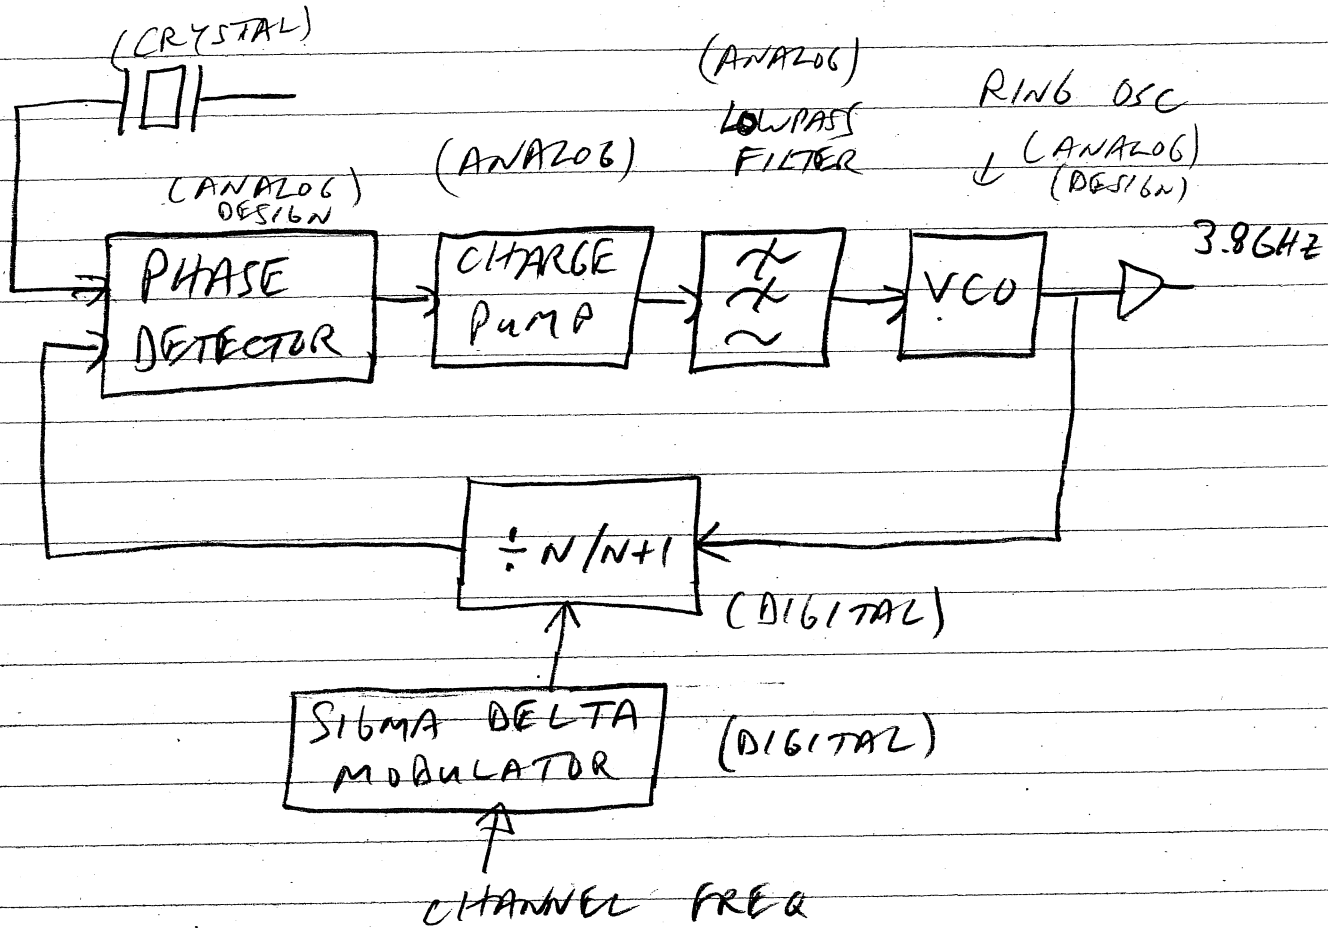 (CRYSTAL)
(ANALOG)
LOWPASS
FILTER
RING OSC
↓ (ANALOG)
(DESIGN)
(ANALOG)
(ANALOG)
DESIGN
PHASE
DETECTOR
CHARGE
PUMP
VCO
3.8GHZ
÷ N/N+1
(DIGITAL)
SIGMA DELTA
MODULATOR
(DIGITAL)
CHANNEL FREQ